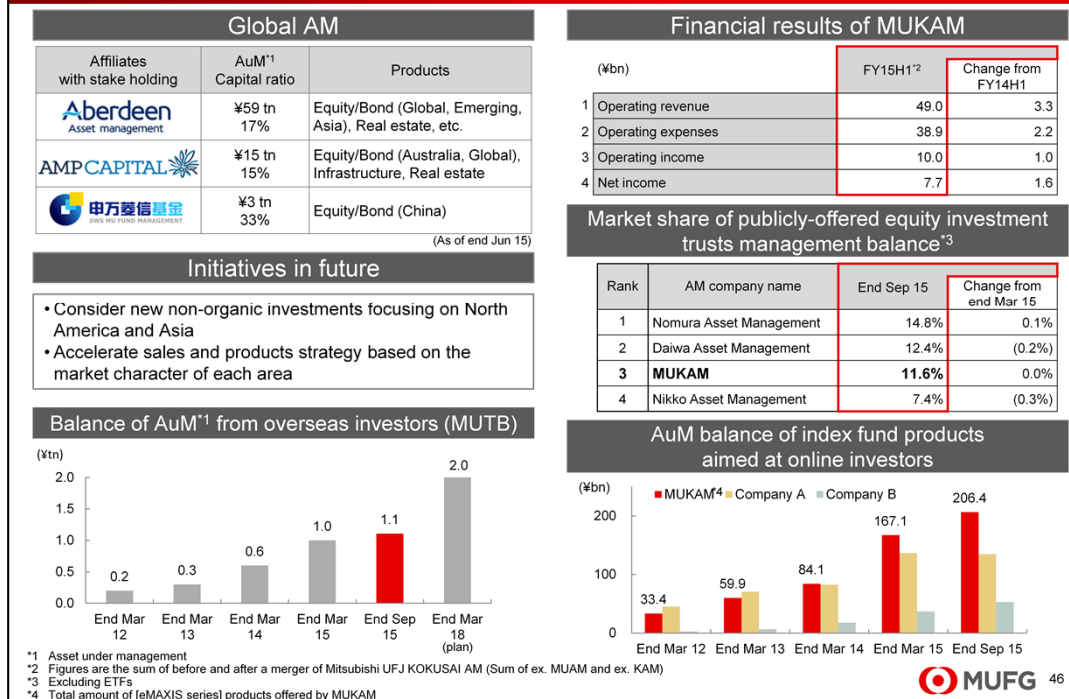 Global AM
Affiliates
with stake holding
AuM*1
Capital ratio
Products
Aberdeen
Asset management
¥59 tn
17%
Equity/Bond (Global, Emerging,
Asia), Real estate, etc.
AMP CAPITAL
¥15 tn
15%
Equity/Bond (Australia, Global),
Infrastructure, Real estate
申万菱信基金
SWS MU FUND MANAGEMENT
¥3 tn
33%
Equity/Bond (China)
(As of end Jun 15)
Initiatives in future
• Consider new non-organic investments focusing on North
America and Asia
• Accelerate sales and products strategy based on the
market character of each area
Balance of AuM*1 from overseas investors (MUTB)
(¥tn)
2.0
1.5
1.0
0.5
0.0
0.2
0.3
0.6
1.0
1.1
2.0
End Mar
12
End Mar
13
End Mar
14
End Mar
15
End Sep
15
End Mar
18
(plan)
Financial results of MUKAM
(¥bn)
FY15H1*2
Change from
FY14H1
1 Operating revenue 49.0 3.3
2 Operating expenses 38.9 2.2
3 Operating income 10.0 1.0
4 Net income 7.7 1.6
Market share of publicly-offered equity investment
trusts management balance*3
Rank
AM company name
End Sep 15
Change from
end Mar 15
1 Nomura Asset Management 14.8% 0.1%
2 Daiwa Asset Management 12.4% (0.2%)
3 MUKAM 11.6% 0.0%
4 Nikko Asset Management 7.4% (0.3%)
AuM balance of index fund products
aimed at online investors
(¥bn)
MUKAM*4 Company A Company B
200
100
0
33.4
59.9
84.1
167.1
206.4
End Mar 12 End Mar 13 End Mar 14 End Mar 15 End Sep 15
*1 Asset under management
*2 Figures are the sum of before and after a merger of Mitsubishi UFJ KOKUSAI AM (Sum of ex. MUAM and ex. KAM)
*3 Excluding ETFs
*4 Total amount of [eMAXIS series] products offered by MUKAM
MUFG 46